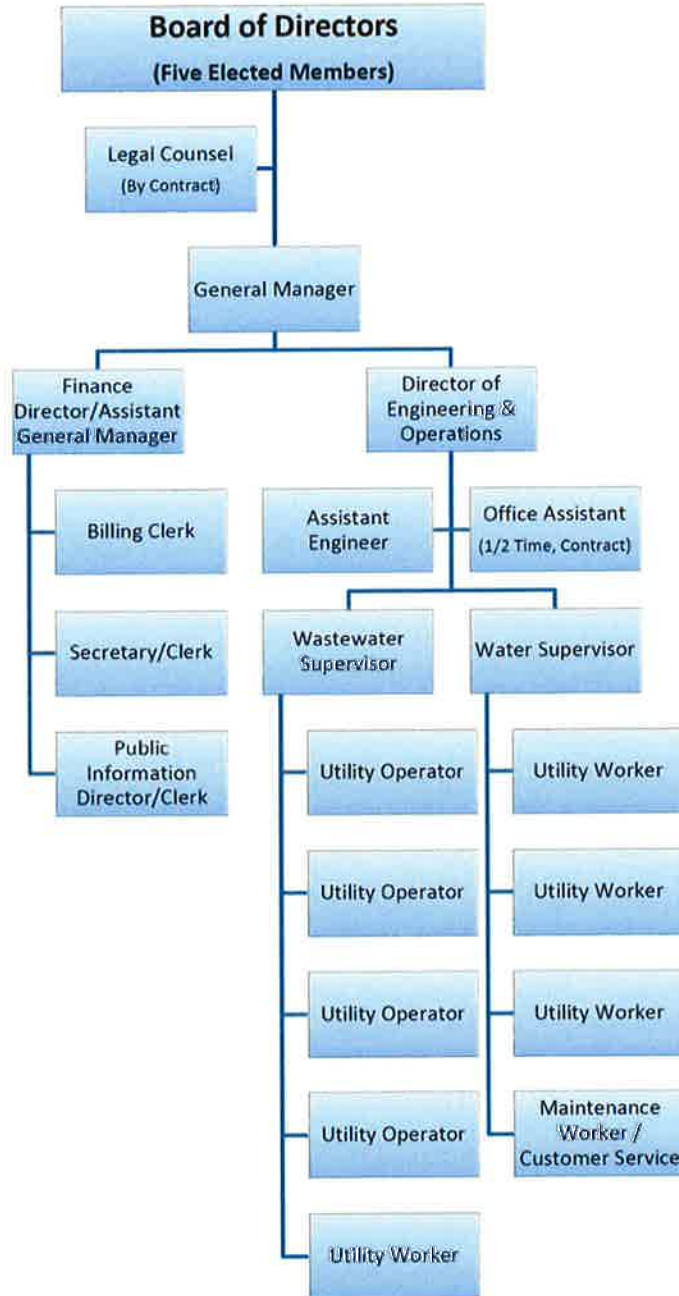 Board of Directors
(Five Elected Members)
Legal Counsel
(By Contract)
General Manager
Finance
Director/Assistant
General Manager
Director of
Engineering &
Operations
Billing Clerk
Secretary/Clerk
Public
Information
Director/Clerk
Assistant
Engineer
Office Assistant
(1/2 Time, Contract)
Wastewater
Supervisor
Utility Operator
Utility Operator
Utility Operator
Utility Operator
Utility Worker
Water Supervisor
Utility Worker
Utility Worker
Utility Worker
Maintenance
Worker /
Customer Service